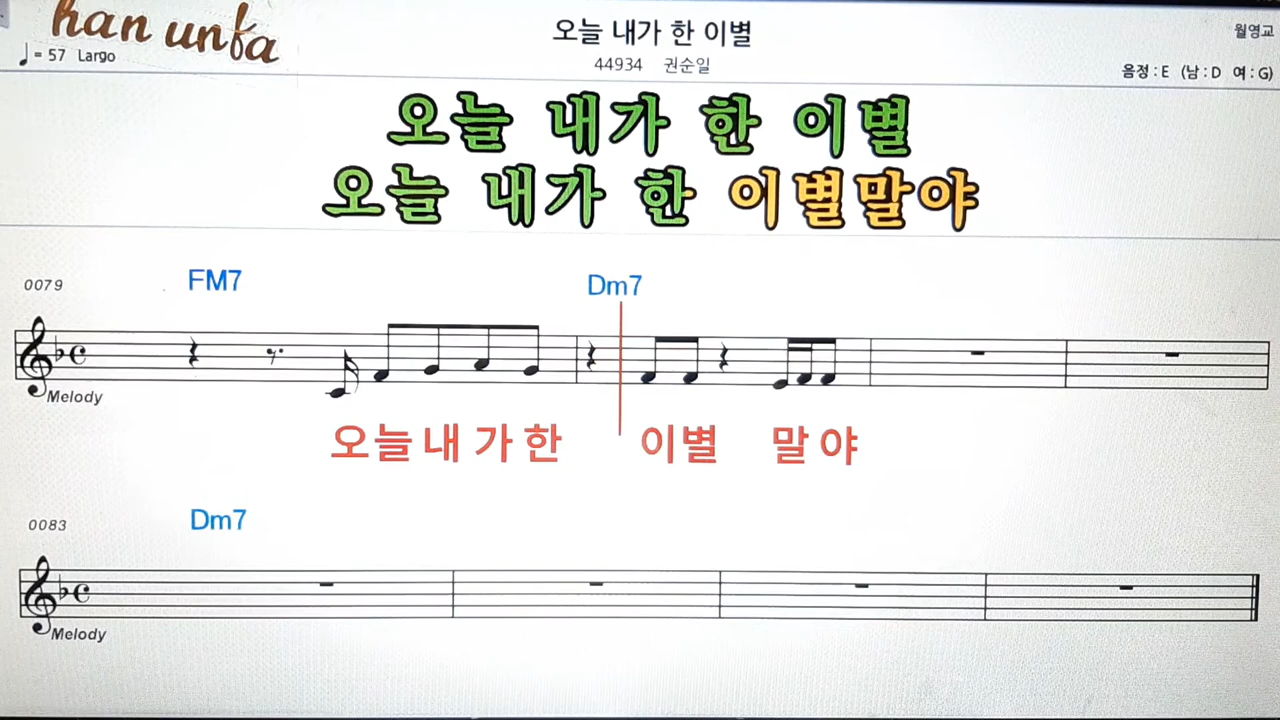 han unfa
오늘 내가 한 이별
월영교
♩= 57 Largo
44934 권순일
음정 : E (남 : D 여 : G)
오늘 내가 한 이별
오늘 내가 한 이별말야
0079 FM7 Dm7
Melody
오늘내가한 이별 말야
0083 Dm7
Melody